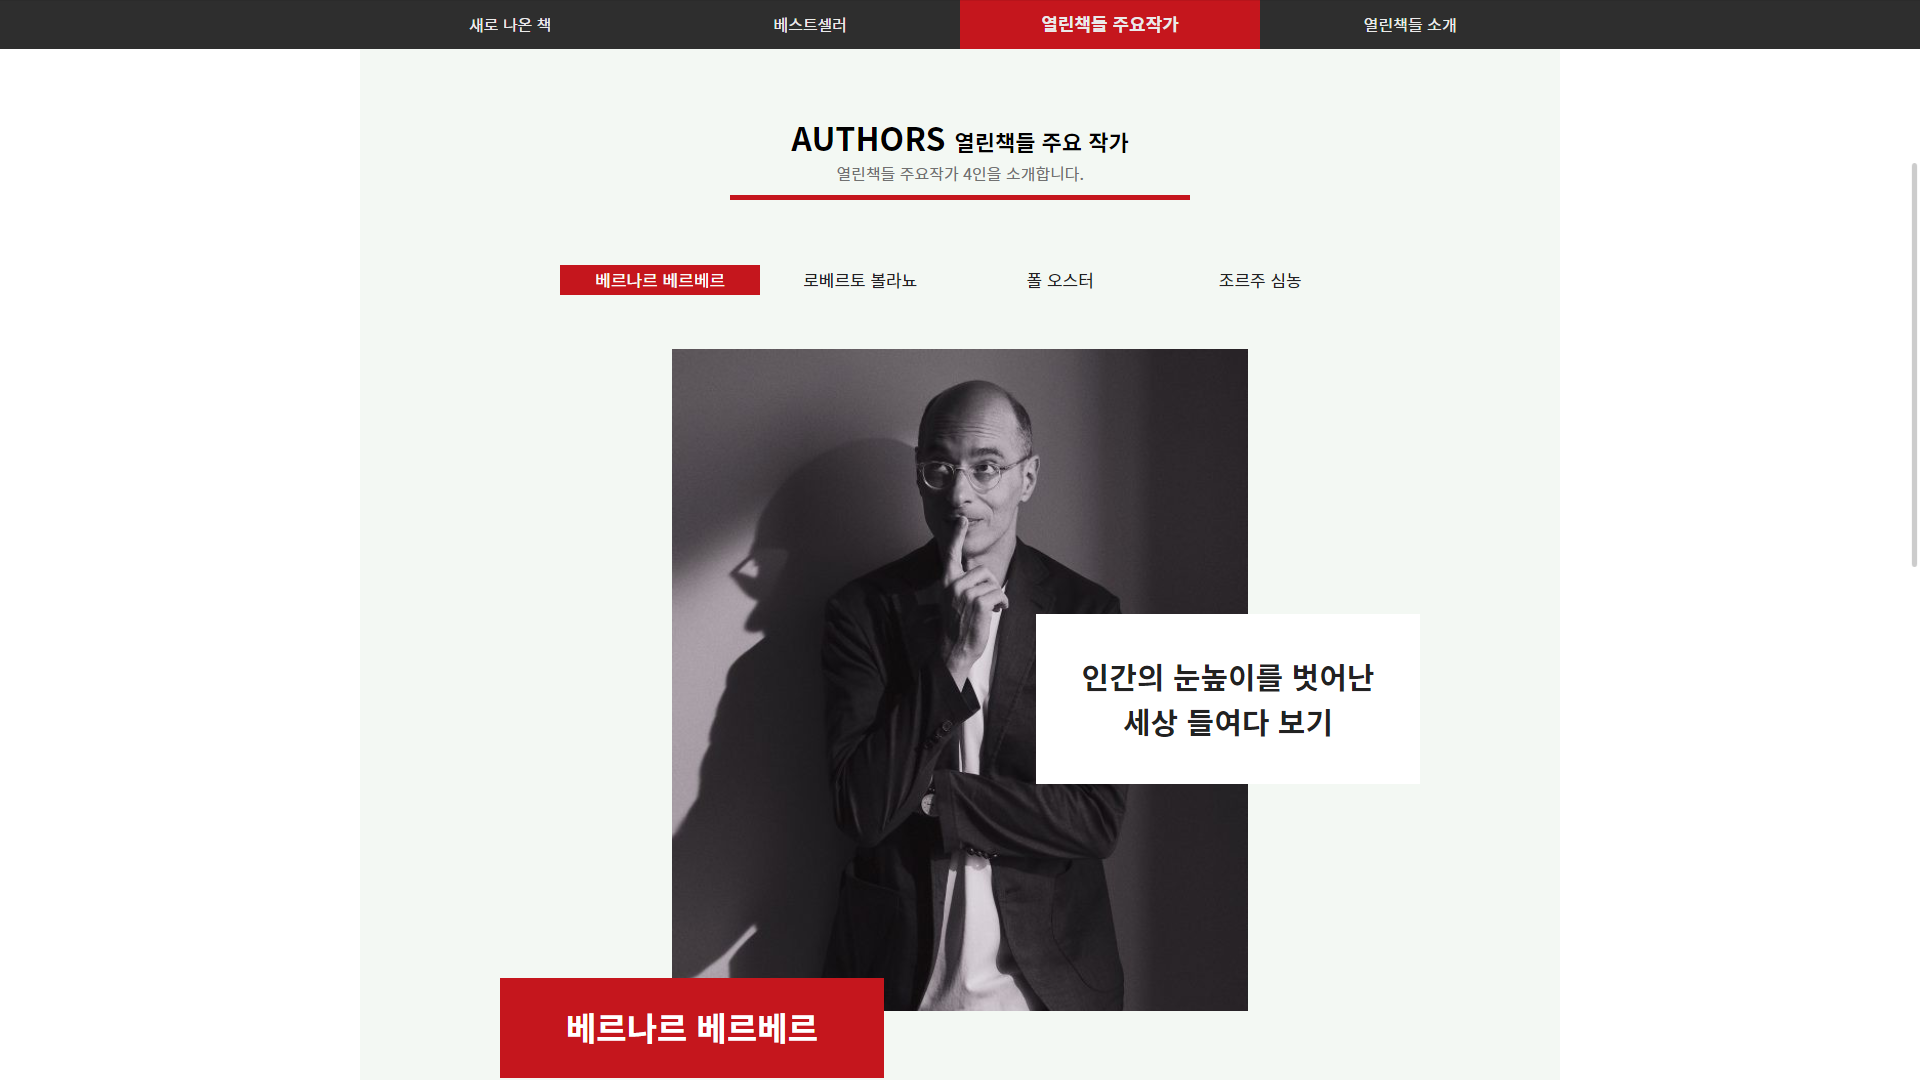 새로 나온 책
베스트셀러
열린책들 주요작가
열린책들 소개
AUTHORS 열린책들 주요 작가
열린책들 주요작가 4인을 소개합니다.
베르나르 베르베르
로베르토 볼라뇨
폴 오스터
조르주 심농
인간의 눈높이를 벗어난
세상 들여다 보기
베르나르 베르베르